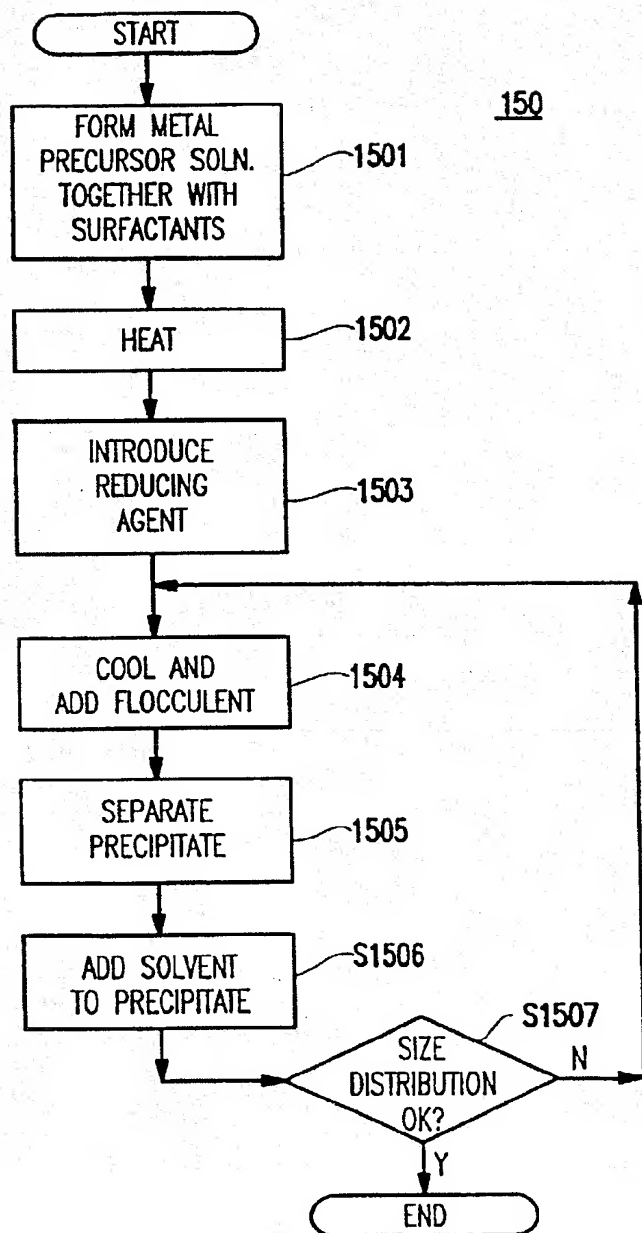 START
150
FORM METAL
PRECURSOR SOLN.
TOGETHER WITH
SURFACTANTS
1501
HEAT
1502
INTRODUCE
REDUCING
AGENT
1503
COOL AND
ADD FLOCCULENT
1504
SEPARATE
PRECIPITATE
1505
ADD SOLVENT
TO PRECIPITATE
S1506
SIZE
DISTRIBUTION
OK?
S1507
N
Y
END